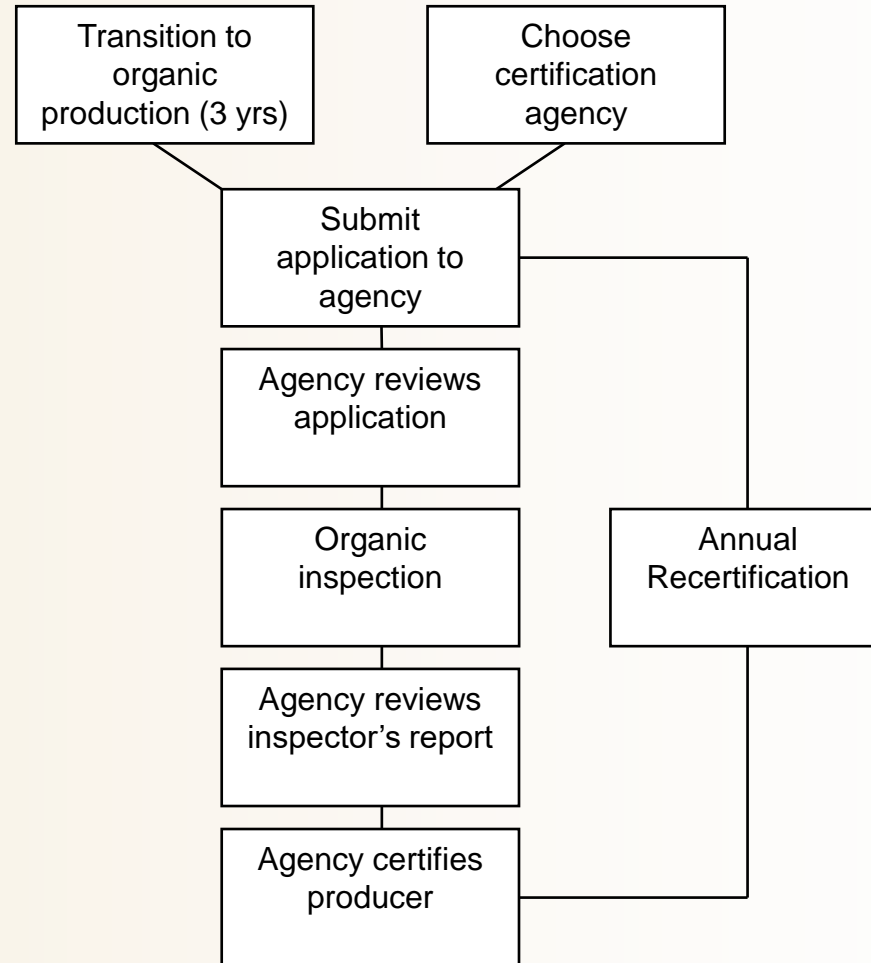 Transition to
organic
production (3 yrs)
Choose
certification
agency
Submit
application to
agency
Agency reviews
application
Organic
inspection
Annual
Recertification
Agency reviews
inspector’s report
Agency certifies
producer